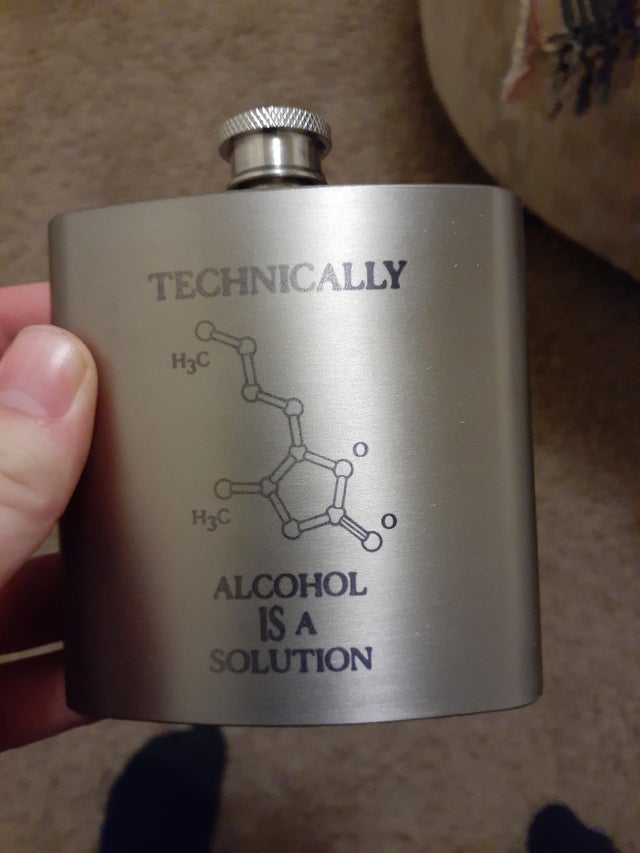 TECHNICALLY
H₃C
O
H₃C
O
ALCOHOL
IS A
SOLUTION